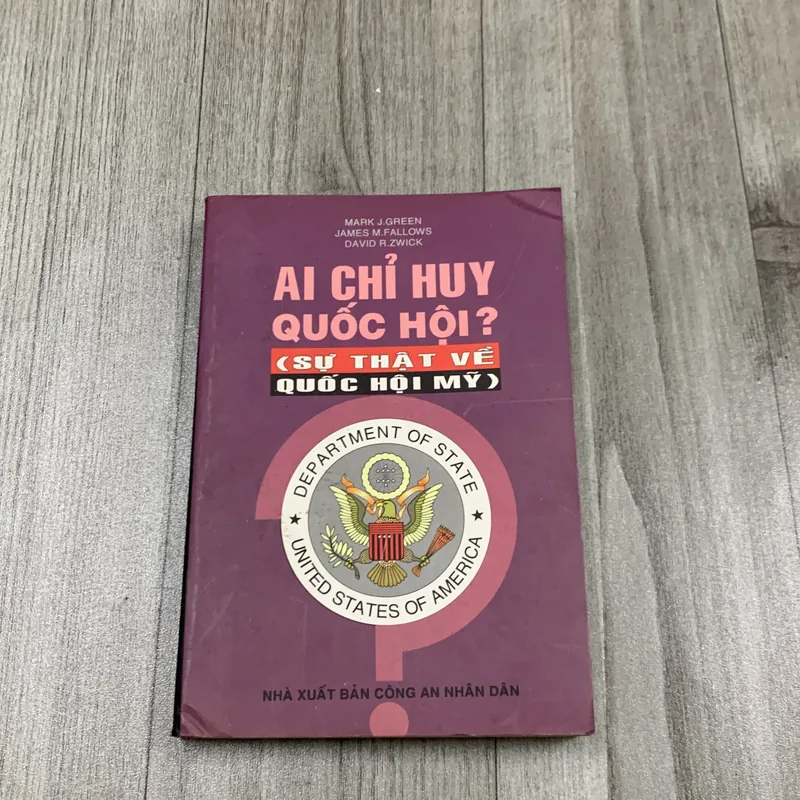 MARK J.GREEN
JAMES M.FALLOWS
DAVID R.ZWICK
AI CHỈ HUY
QUỐC HỘI?
(SỰ THẬT VỀ
QUỐC HỘI MỸ)
DEPARTMENT OF STATE
★ UNITED STATES OF AMERICA ★
NHÀ XUẤT BẢN CÔNG AN NHÂN DÂN